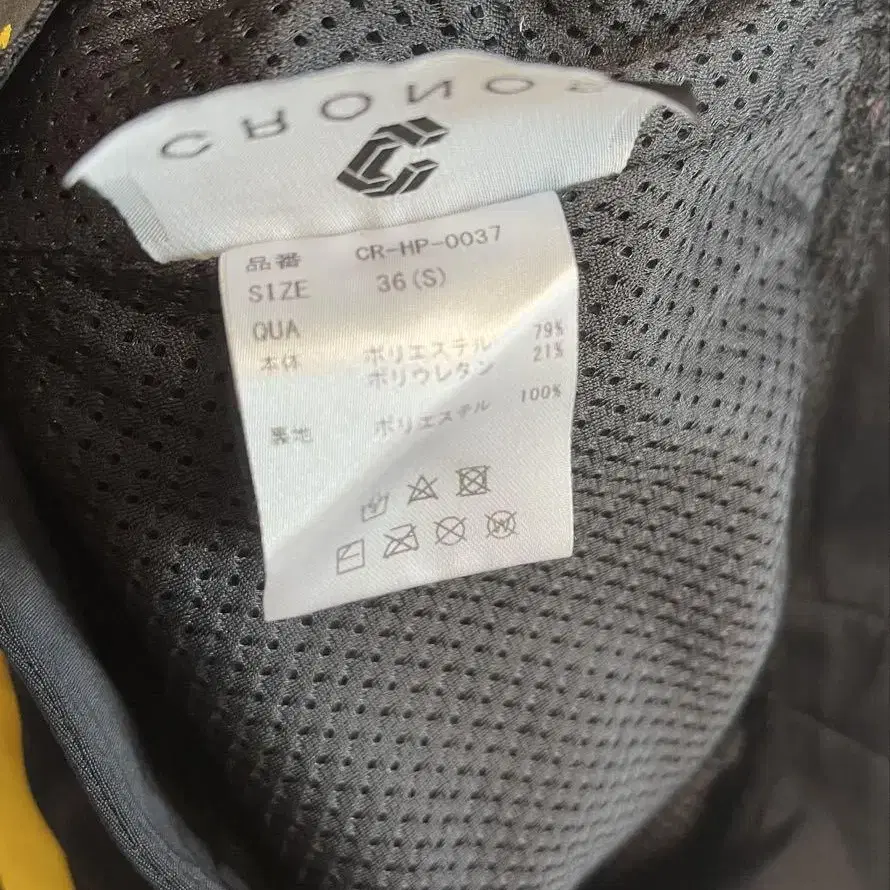 CRONOS
品番 CR-HP-0037
SIZE 36(S)
QUA
本体 ポリエステル 79%
ポリウレタン 21%
裏地 ポリエステル 100%
W